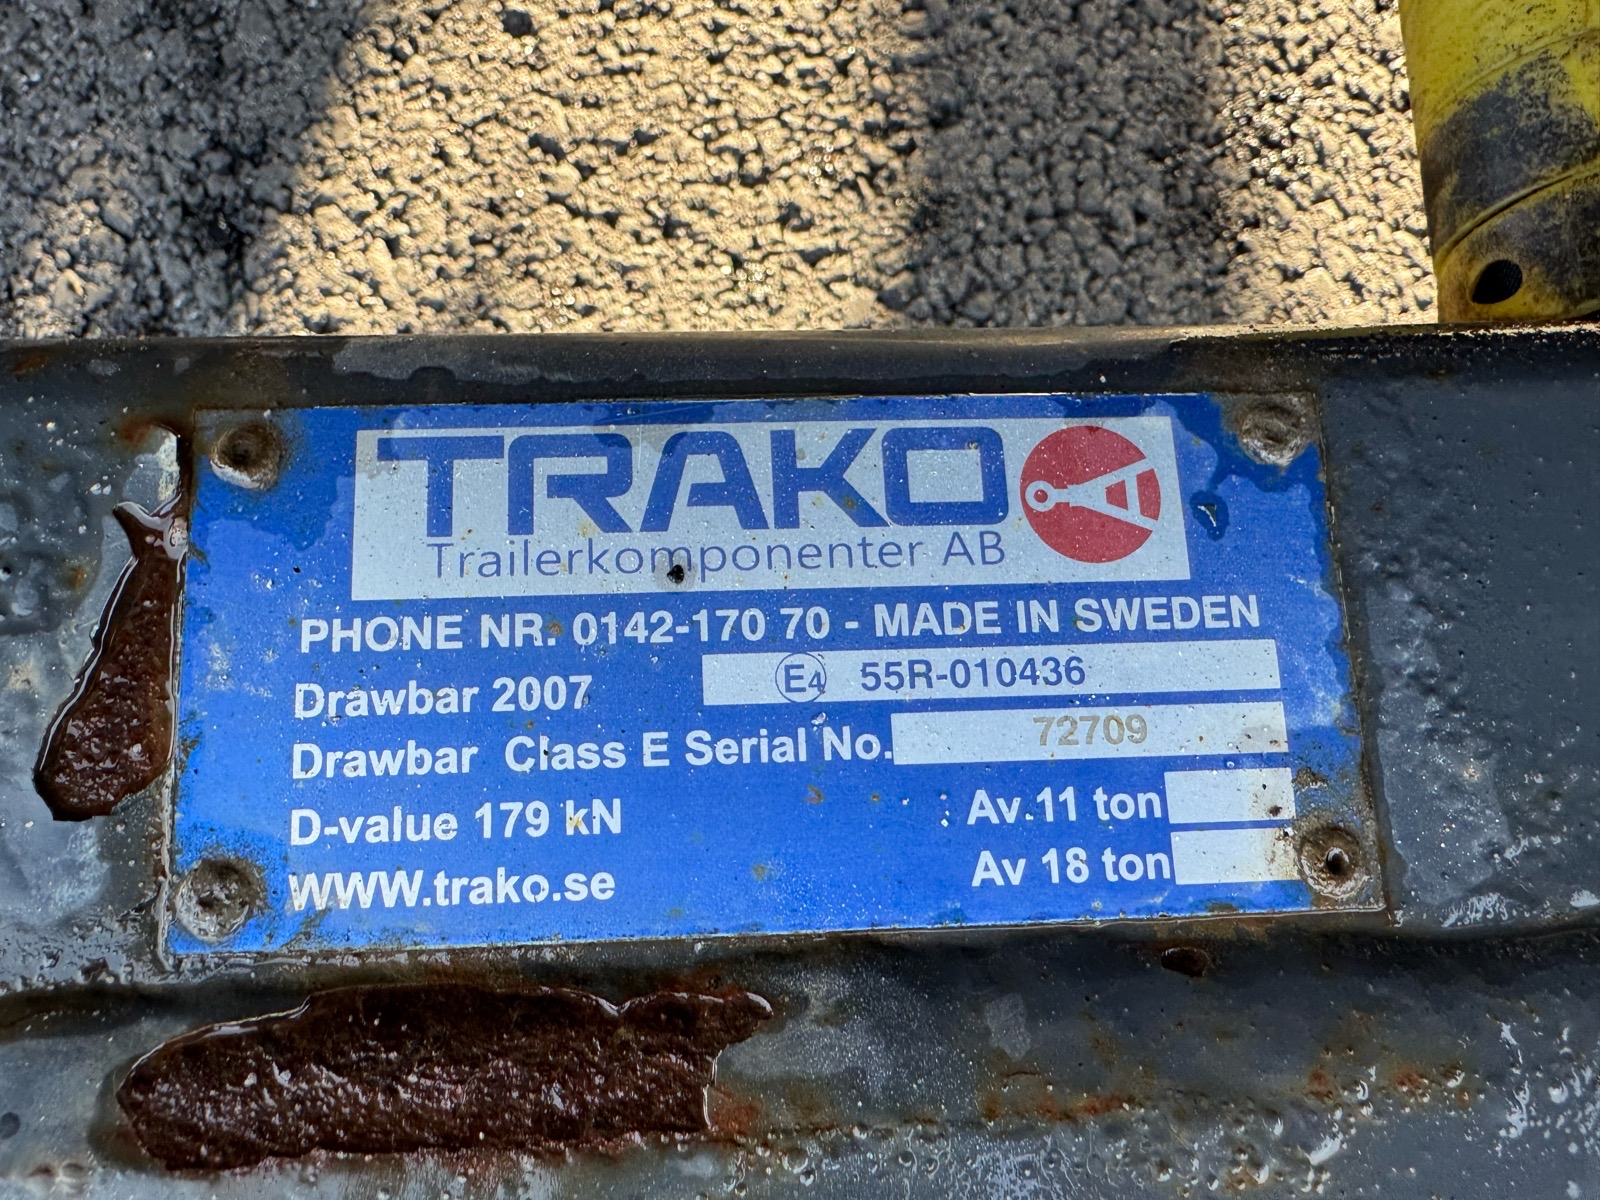 TRAKO
Trailerkomponenter AB
PHONE NR. 0142-170 70 - MADE IN SWEDEN
Drawbar 2007 E4 55R-010436
Drawbar Class E Serial No. 72709
D-value 179 kN Av.11 ton
WWW.trako.se Av 18 ton